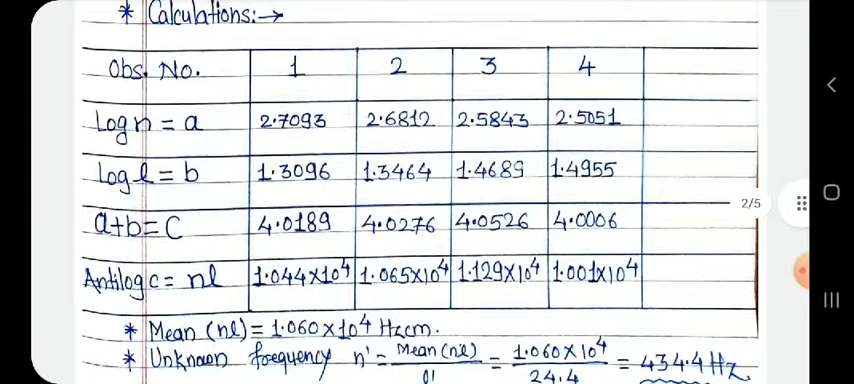 * Calculations:→
Obs. No. 1 2 3 4
Log n = a 2.7093 2.6812 2.5843 2.5051
Log l = b 1.3096 1.3464 1.4689 1.4955
a+b=C 4.0189 4.0276 4.0526 4.0006
2/5
Antilog c = nl 1.044×10⁴ 1.065×10⁴ 1.129×10⁴ 1.001×10⁴
* Mean (nl) = 1.060×10⁴ Hzcm.
* Unknown frequency n' = Mean(nl) / l' = 1.060×10⁴ / 24.4 = 434.4 Hz